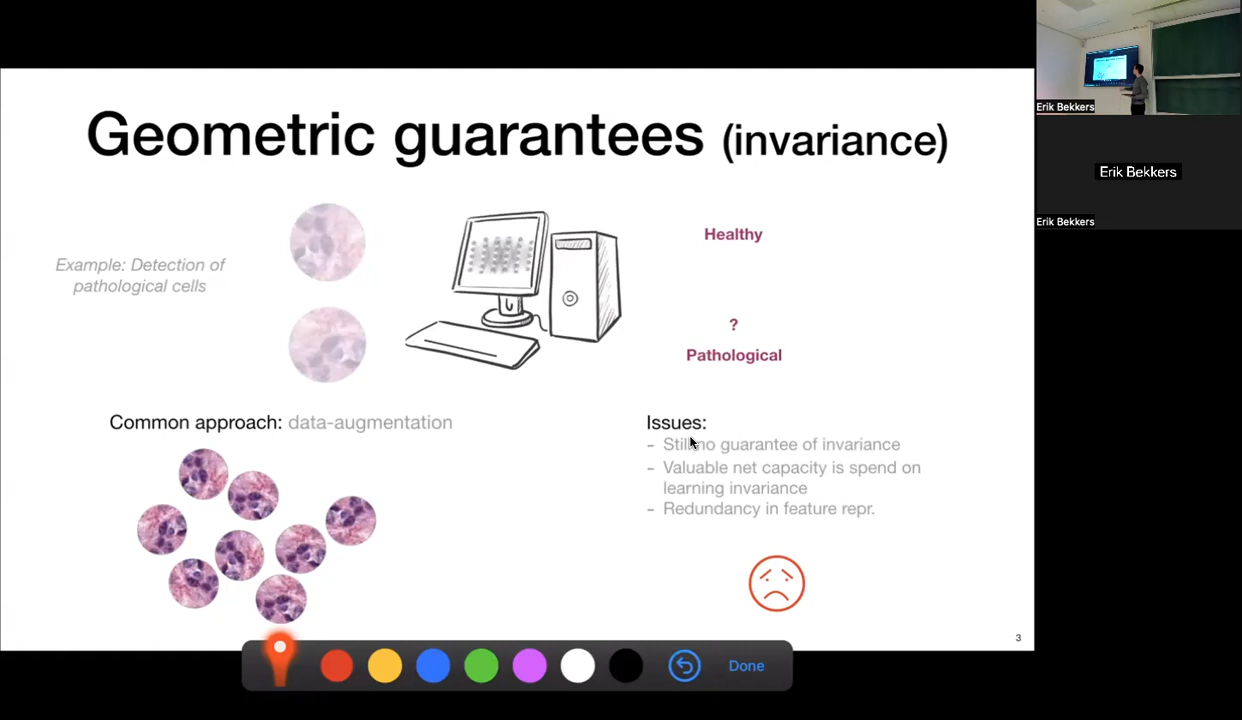 Geometric guarantees (invariance)
Example: Detection of
pathological cells
Healthy
?
Pathological
Common approach: data-augmentation
Issues:
- Still no guarantee of invariance
- Valuable net capacity is spend on
learning invariance
- Redundancy in feature repr.
3
Done
Erik Bekkers
Erik Bekkers
Erik Bekkers